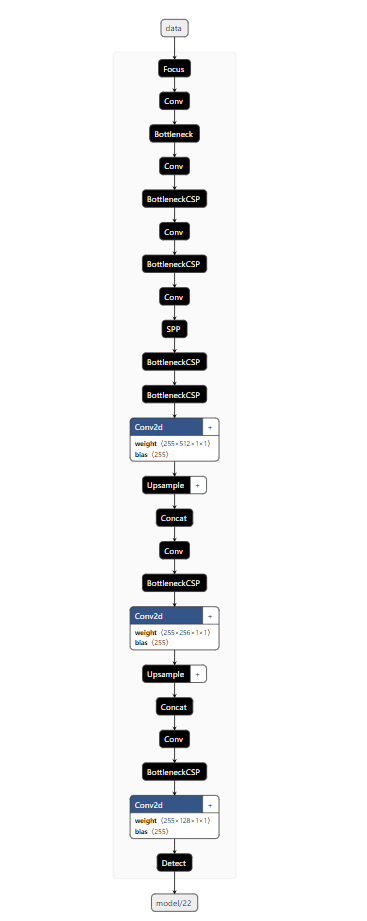 data
Focus
Conv
Bottleneck
Conv
BottleneckCSP
Conv
BottleneckCSP
Conv
SPP
BottleneckCSP
BottleneckCSP
Conv2d +
weight ⟨255×512×1×1⟩
bias ⟨255⟩
Upsample +
Concat
Conv
BottleneckCSP
Conv2d +
weight ⟨255×256×1×1⟩
bias ⟨255⟩
Upsample +
Concat
Conv
BottleneckCSP
Conv2d +
weight ⟨255×128×1×1⟩
bias ⟨255⟩
Detect
model/22